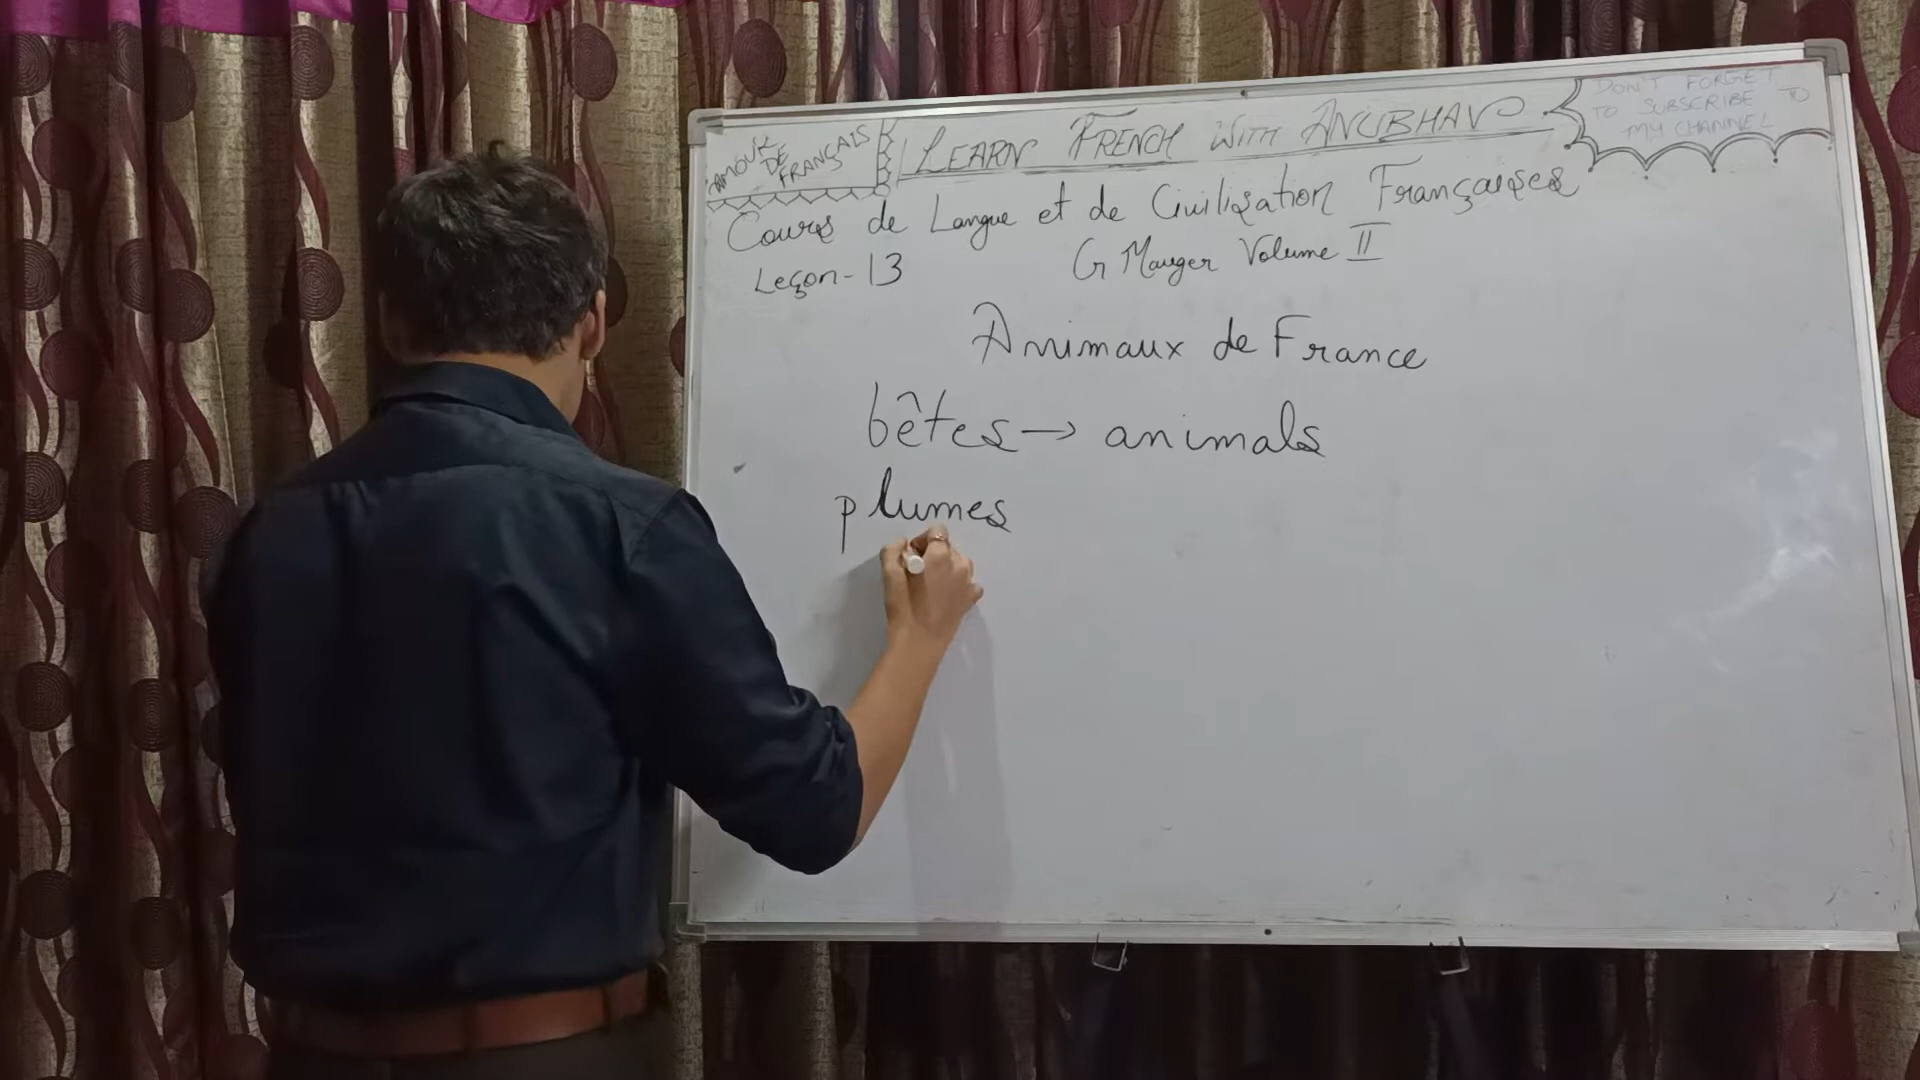 AMOUR
DE
FRANÇAIS
LEARN FRENCH WITH ANUBHAV
DON'T FORGET
TO SUBSCRIBE TO
MY CHANNEL
Cours de Langue et de Civilisation Françaises
Leçon-13
G Mauger Volume II
Animaux de France
bêtes → animals
plumes